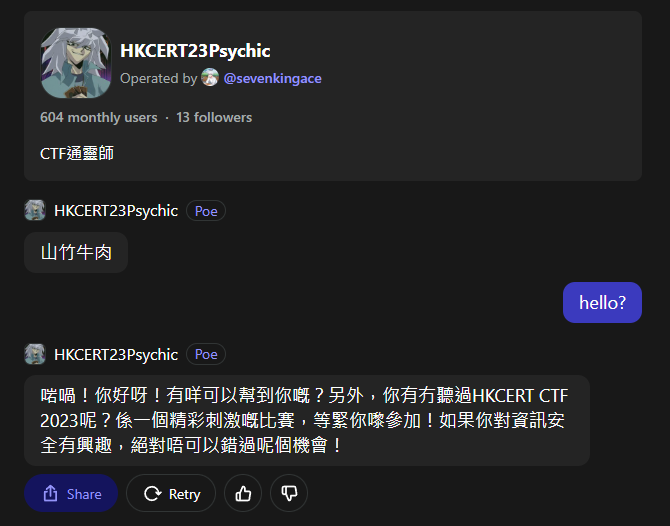 HKCERT23Psychic
Operated by @sevenkingace
604 monthly users · 13 followers
CTF通靈師
HKCERT23Psychic Poe
山竹牛肉
hello?
HKCERT23Psychic Poe
啱喎！你好呀！有咩可以幫到你嘅？另外，你有冇聽過HKCERT CTF
2023呢？係一個精彩刺激嘅比賽，等緊你嚟參加！如果你對資訊安
全有興趣，絕對唔可以錯過呢個機會！
Share Retry